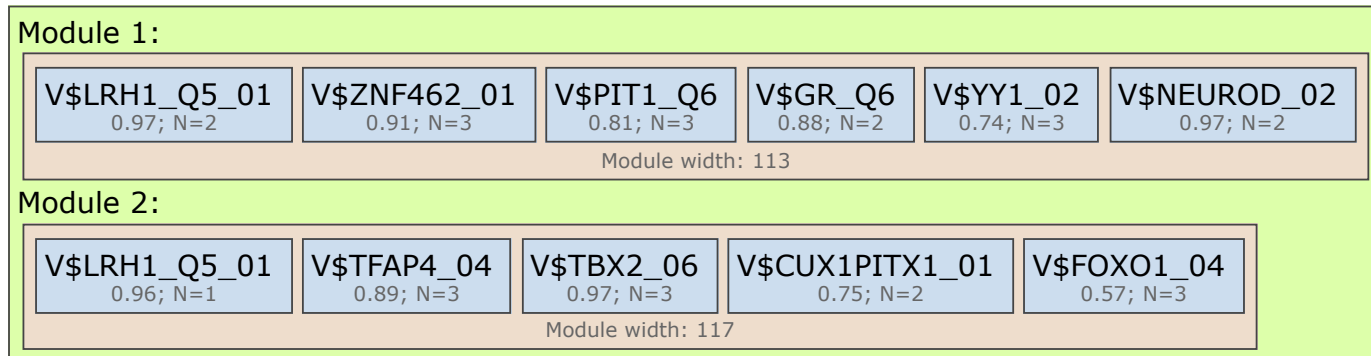 Module 1:
V$LRH1_Q5_01 V$ZNF462_01 V$PIT1_Q6 V$GR_Q6 V$YY1_02 V$NEUROD_02
0.97; N=2 0.91; N=3 0.81; N=3 0.88; N=2 0.74; N=3 0.97; N=2
Module width: 113
Module 2:
V$LRH1_Q5_01 V$TFAP4_04 V$TBX2_06 V$CUX1PITX1_01 V$FOXO1_04
0.96; N=1 0.89; N=3 0.97; N=3 0.75; N=2 0.57; N=3
Module width: 117